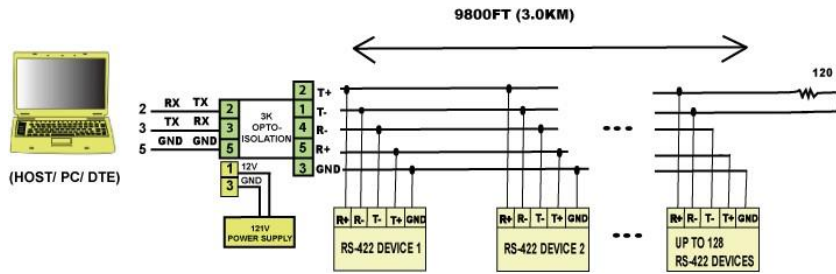 9800FT (3.0KM)
120
2 RX TX 2
3 TX RX 3
5 GND GND 5
3K
OPTO-
ISOLATION
2 T+
1 T-
4 R-
5 R+
3 GND
1 12V
3 GND
(HOST/ PC/ DTE)
121V
POWER SUPPLY
R+ R- T- T+ GND
RS-422 DEVICE 1
R+ R- T- T+ GND
RS-422 DEVICE 2
R+ R- T- T+ GND
UP TO 128
RS-422 DEVICES